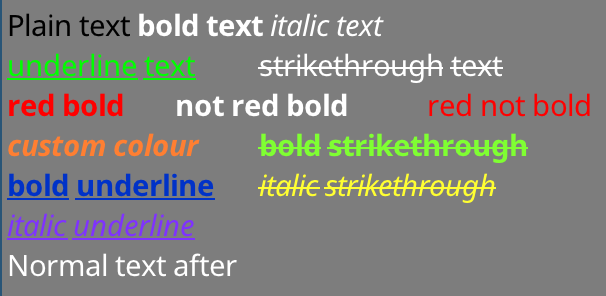 Plain text bold text italic text
underline text strikethrough text
red bold not red bold red not bold
custom colour bold strikethrough
bold underline italic strikethrough
italic underline
Normal text after